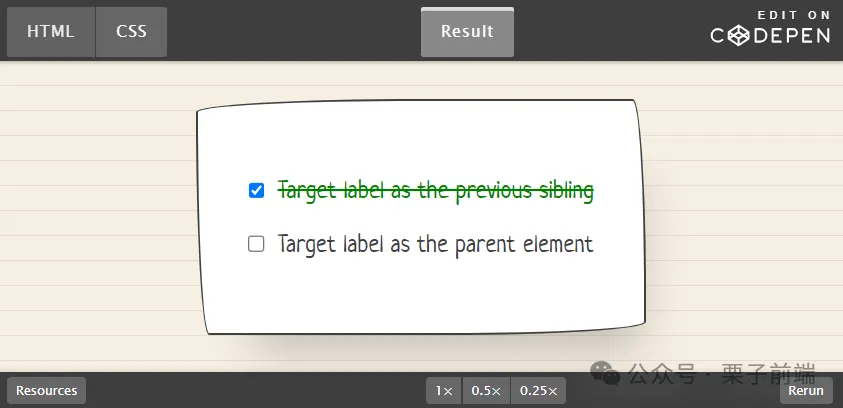 HTML CSS Result EDIT ON
CODEPEN
Target label as the previous sibling
Target label as the parent element
公众号 · 栗子前端
Resources 1× 0.5× 0.25× Rerun